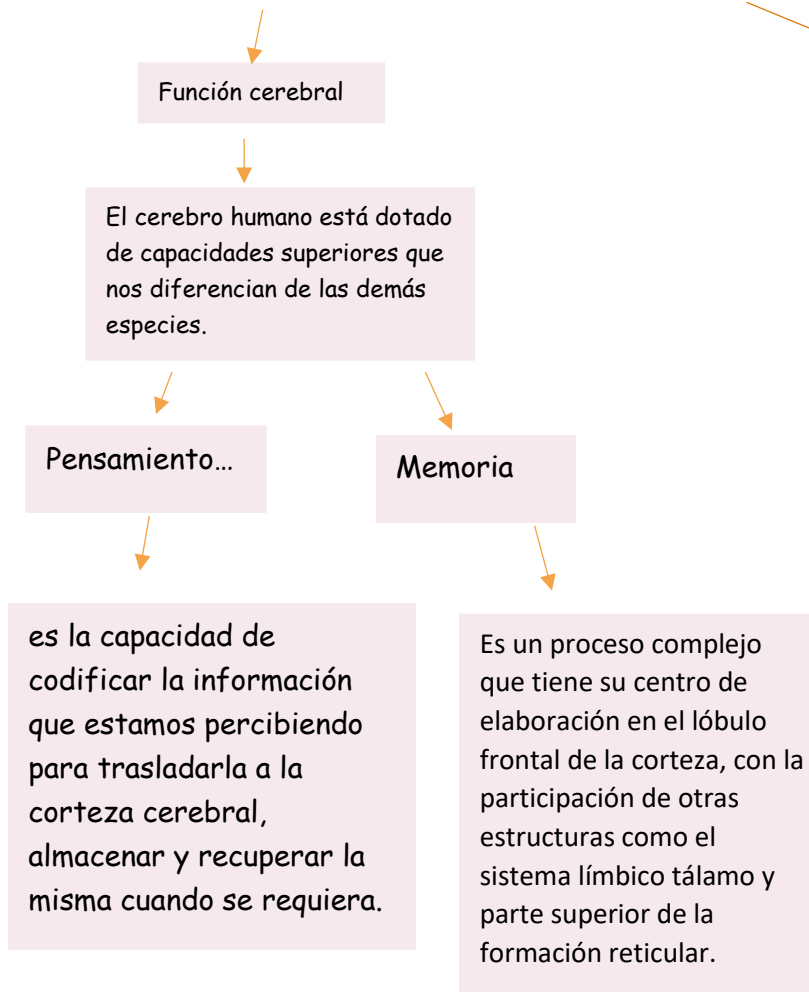 Función cerebral
El cerebro humano está dotado
de capacidades superiores que
nos diferencian de las demás
especies.
Pensamiento…
Memoria
es la capacidad de
codificar la información
que estamos percibiendo
para trasladarla a la
corteza cerebral,
almacenar y recuperar la
misma cuando se requiera.
Es un proceso complejo
que tiene su centro de
elaboración en el lóbulo
frontal de la corteza, con la
participación de otras
estructuras como el
sistema límbico tálamo y
parte superior de la
formación reticular.